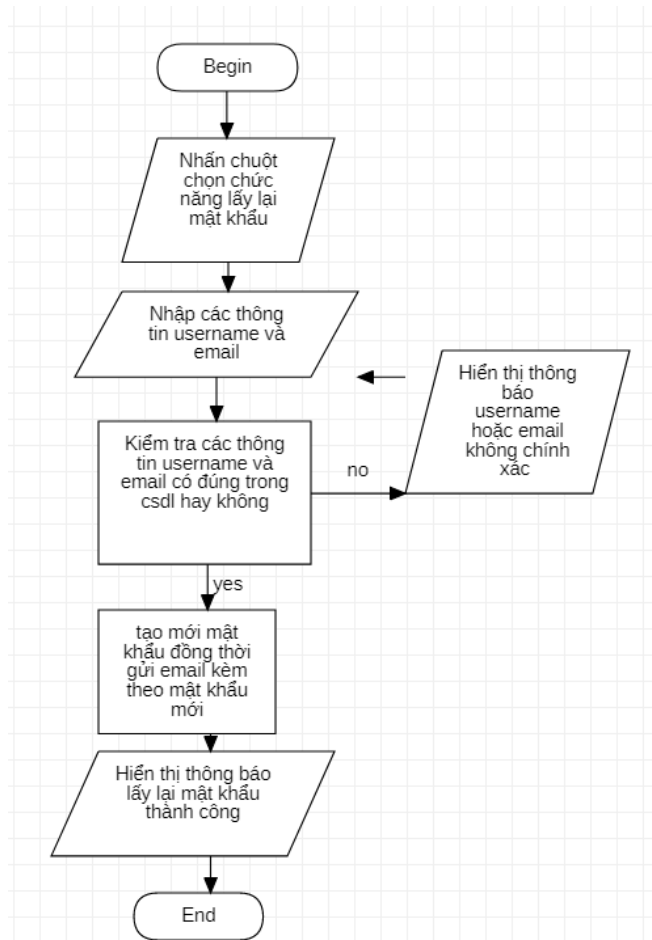 Begin
Nhấn chuột
chọn chức
năng lấy lại
mật khẩu
Nhập các thông
tin username và
email
Hiển thị thông
báo
username
hoặc email
không chính
xác
Kiểm tra các thông
tin username và
email có đúng trong
csdl hay không
no
yes
tạo mới mật
khẩu đồng thời
gửi email kèm
theo mật khẩu
mới
Hiển thị thông báo
lấy lại mật khẩu
thành công
End